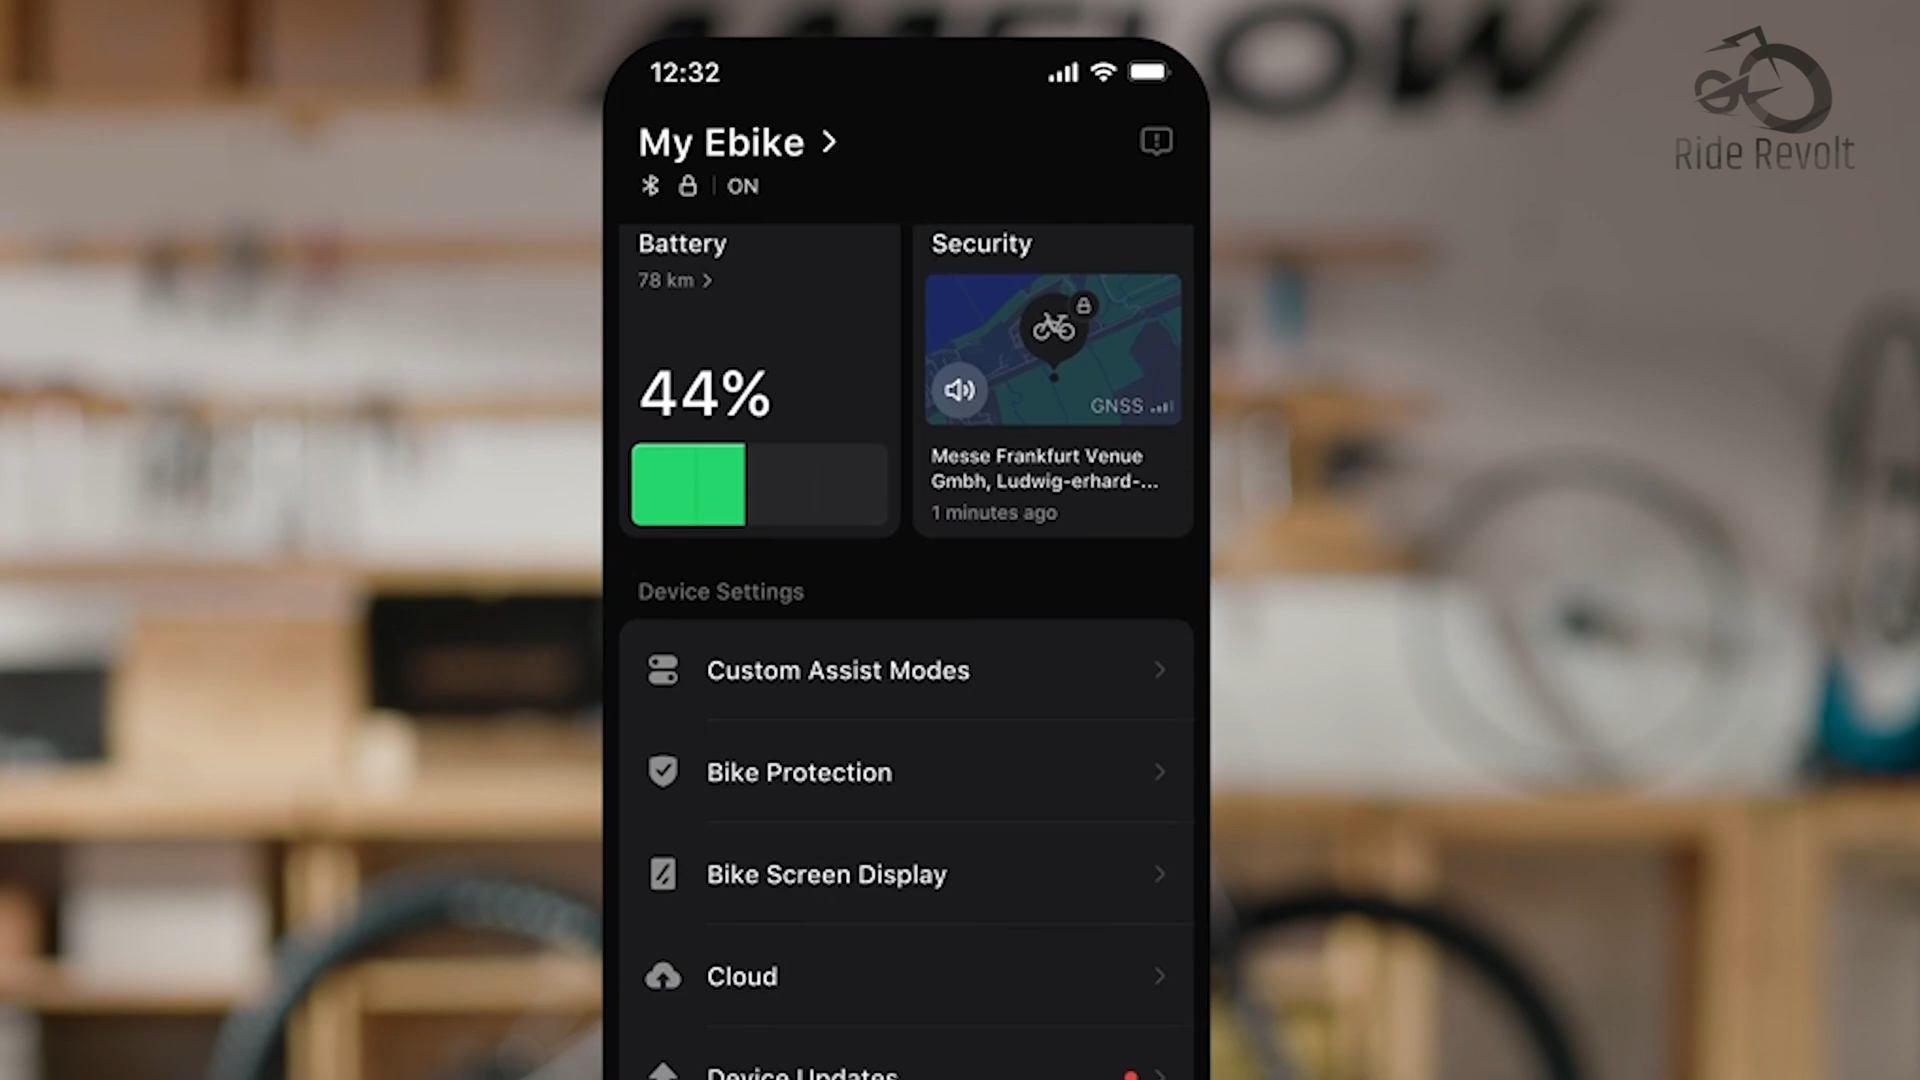 12:32
My Ebike
ON
Battery
78 km
44%
Security
GNSS
Messe Frankfurt Venue
Gmbh, Ludwig-erhard-...
1 minutes ago
Device Settings
Custom Assist Modes
Bike Protection
Bike Screen Display
Cloud
Device Updates
Ride Revolt